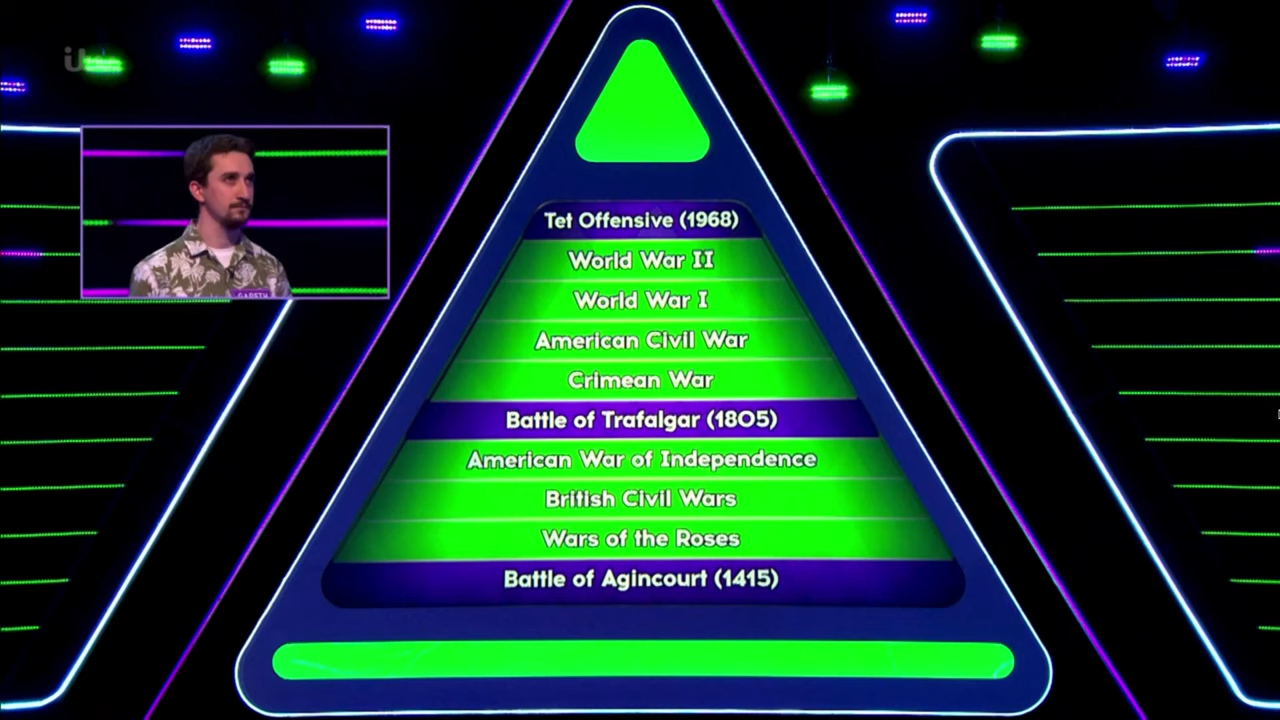 itv
Tet Offensive (1968)
World War II
World War I
American Civil War
Crimean War
Battle of Trafalgar (1805)
American War of Independence
British Civil Wars
Wars of the Roses
Battle of Agincourt (1415)